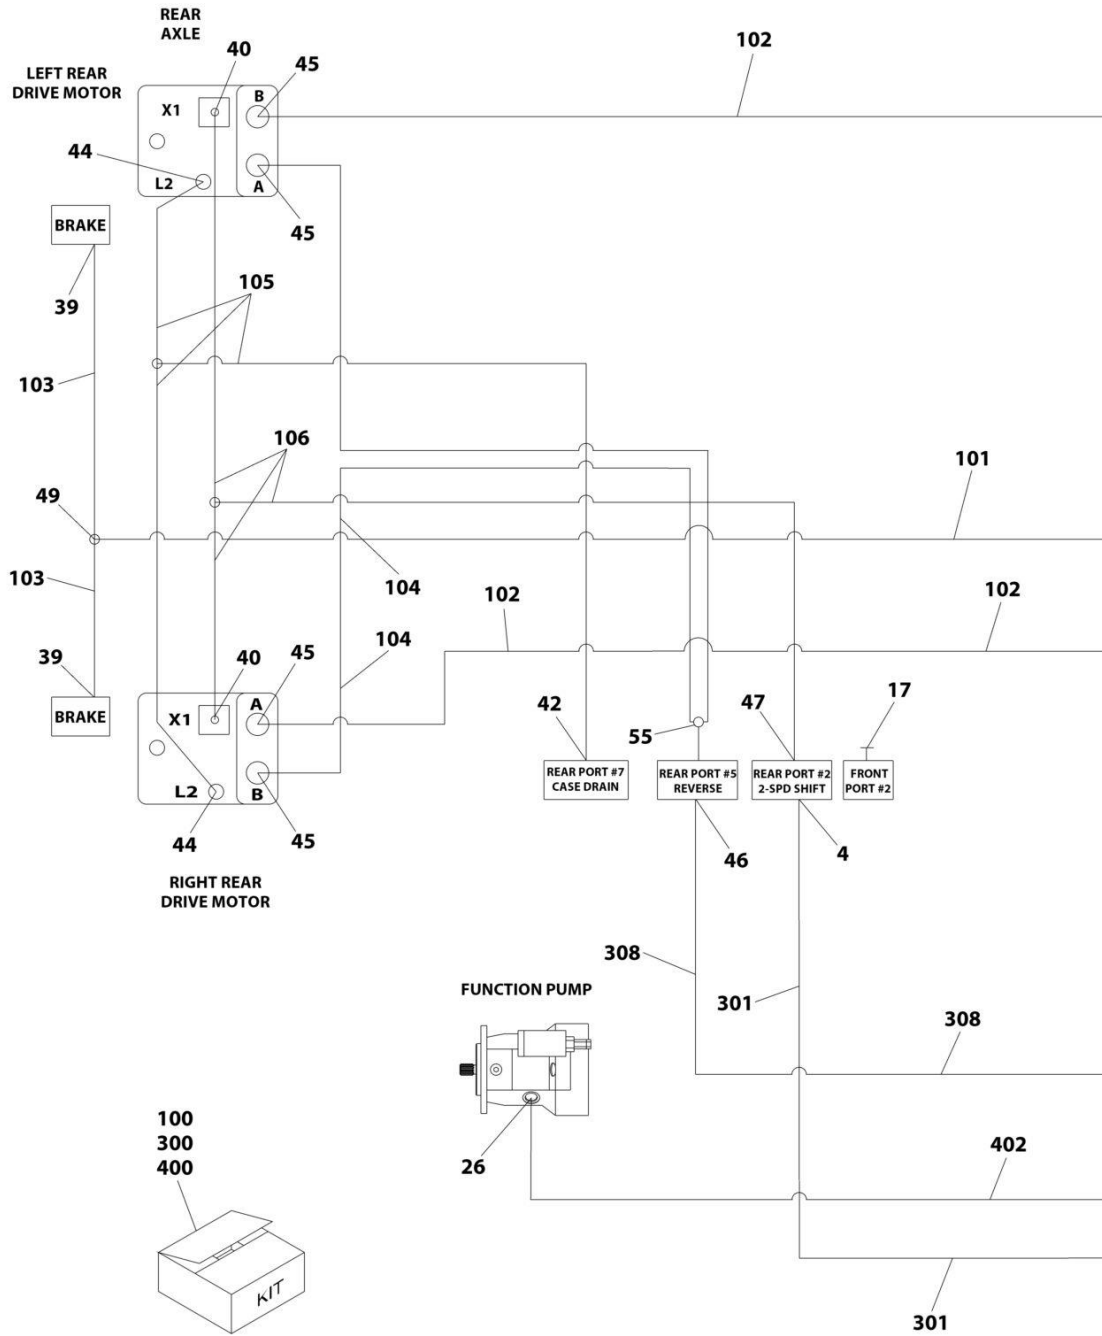 REAR
AXLE
102
40
45
LEFT REAR
DRIVE MOTOR
B
X1
44
L2
A
BRAKE
45
105
39
103
106
101
49
103
104
102
102
104
39
40
45
A
17
BRAKE
X1
42
47
55
REAR PORT #7
CASE DRAIN
REAR PORT #5
REVERSE
REAR PORT #2
2-SPD SHIFT
FRONT
PORT #2
L2
B
44
45
46
4
RIGHT REAR
DRIVE MOTOR
308
FUNCTION PUMP
301
308
100
300
400
26
402
KIT
301